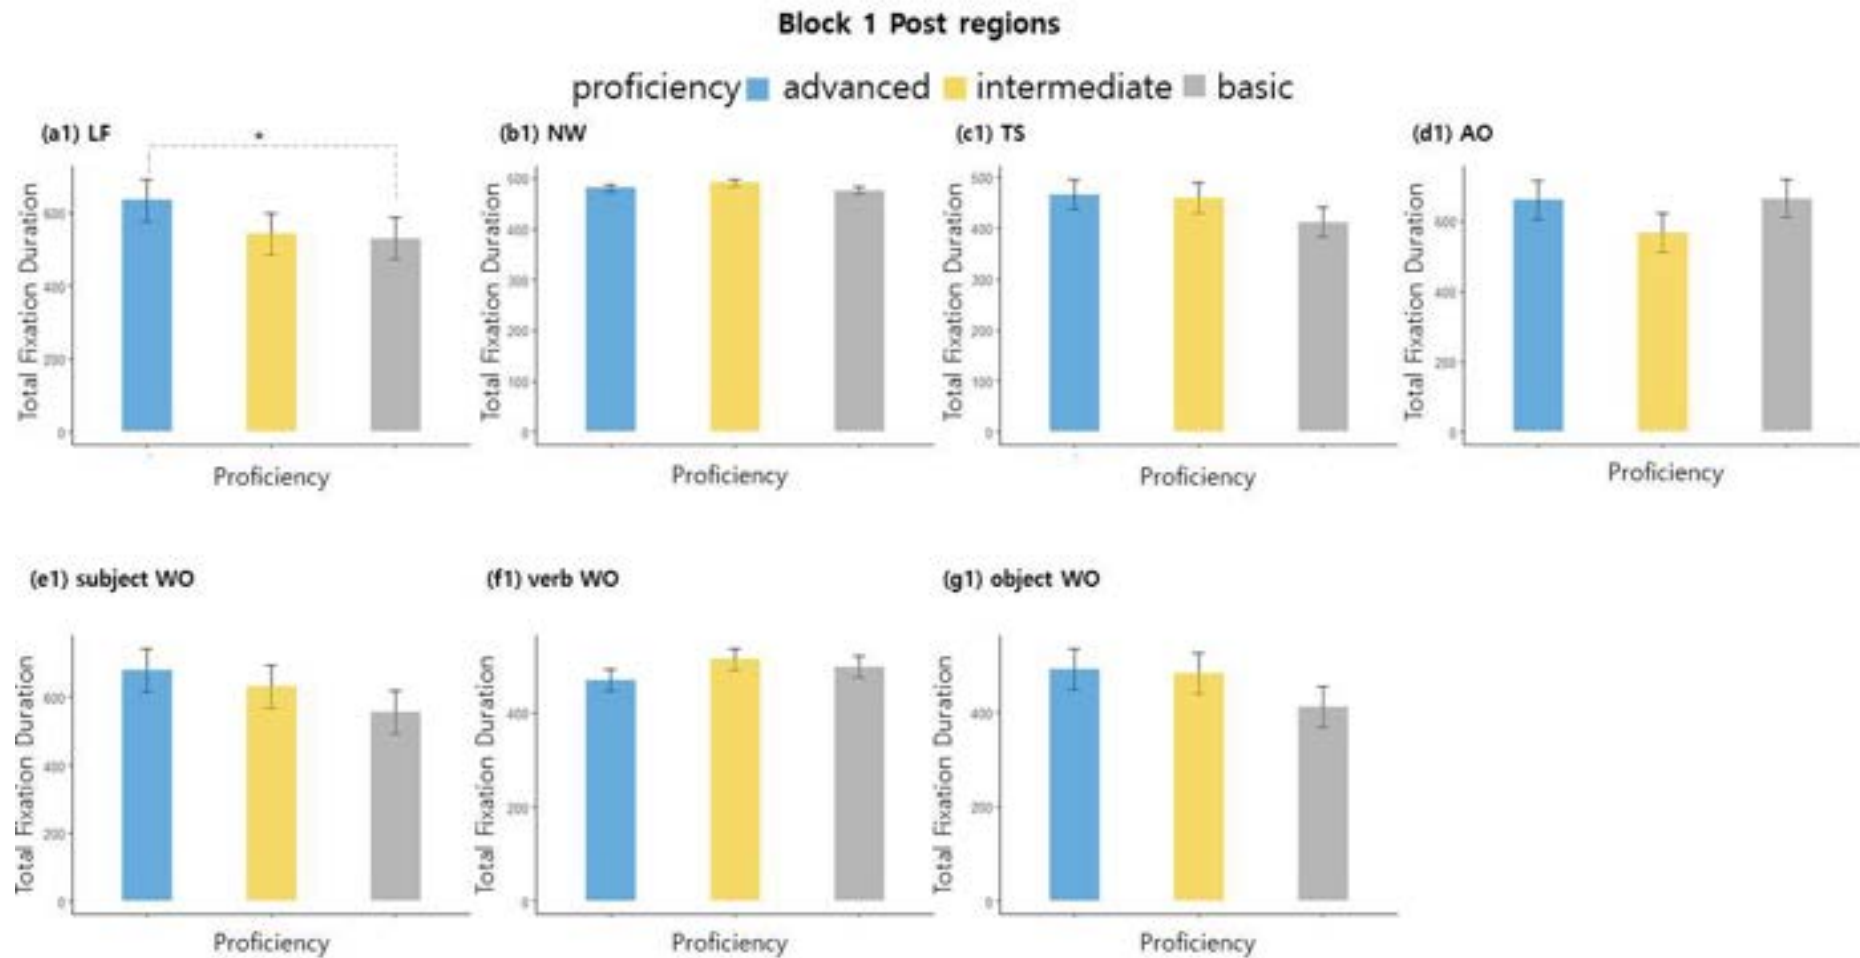 Block 1 Post regions
proficiency advanced intermediate basic
(a1) LF
*
Total Fixation Duration
600
400
200
0
Proficiency
(b1) NW
Total Fixation Duration
500
400
300
200
100
0
Proficiency
(c1) TS
Total Fixation Duration
500
400
300
200
100
0
Proficiency
(d1) AO
Total Fixation Duration
600
400
200
0
Proficiency
(e1) subject WO
Total Fixation Duration
600
400
200
0
Proficiency
(f1) verb WO
Total Fixation Duration
400
200
0
Proficiency
(g1) object WO
Total Fixation Duration
400
200
0
Proficiency